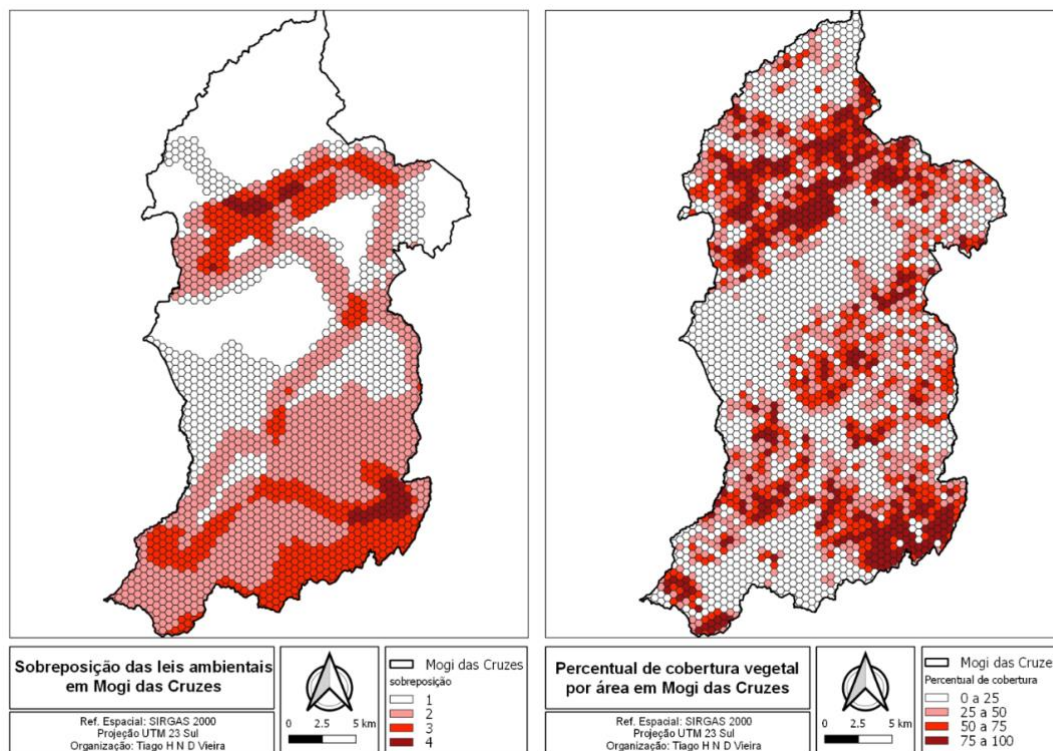 Sobreposição das leis ambientais
em Mogi das Cruzes
Ref. Espacial: SIRGAS 2000
Projeção UTM 23 Sul
Organização: Tiago H N D Vieira
0 2.5 5 km
Mogi das Cruzes
sobreposição
1
2
3
4
Percentual de cobertura vegetal
por área em Mogi das Cruzes
Ref. Espacial: SIRGAS 2000
Projeção UTM 23 Sul
Organização: Tiago H N D Vieira
0 2.5 5 km
Mogi das Cruze
Percentual de cobertura
0 a 25
25 a 50
50 a 75
75 a 100